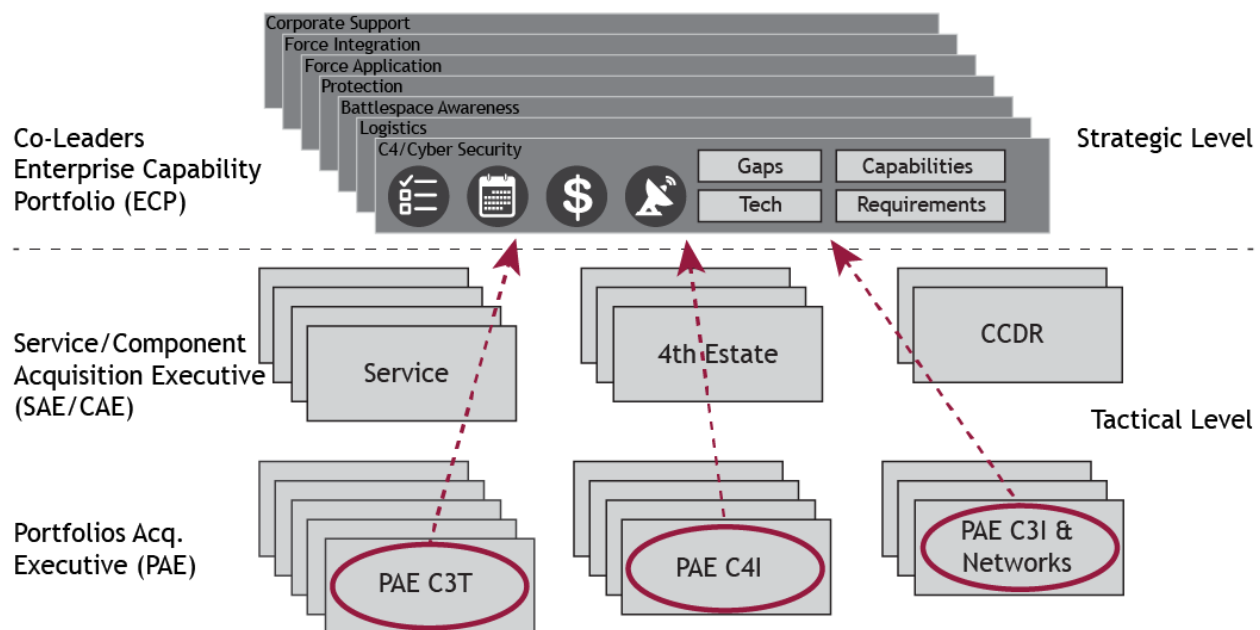 Corporate Support
Force Integration
Force Application
Protection
Battlespace Awareness
Logistics
C4/Cyber Security
Gaps
Capabilities
Tech
Requirements
$
Co-Leaders
Enterprise Capability
Portfolio (ECP)
Strategic Level
Service/Component
Acquisition Executive
(SAE/CAE)
Service
4th Estate
CCDR
Tactical Level
Portfolios Acq.
Executive (PAE)
PAE C3T
PAE C4I
PAE C3I &
Networks